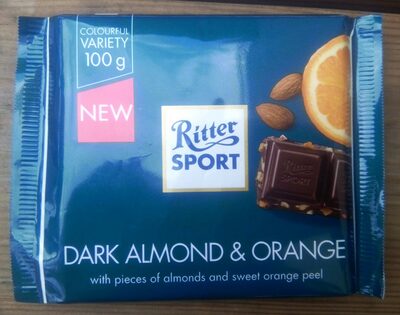 COLOURFUL
VARIETY
100 g
NEW
Ritter
SPORT
DARK ALMOND & ORANGE
with pieces of almonds and sweet orange peel